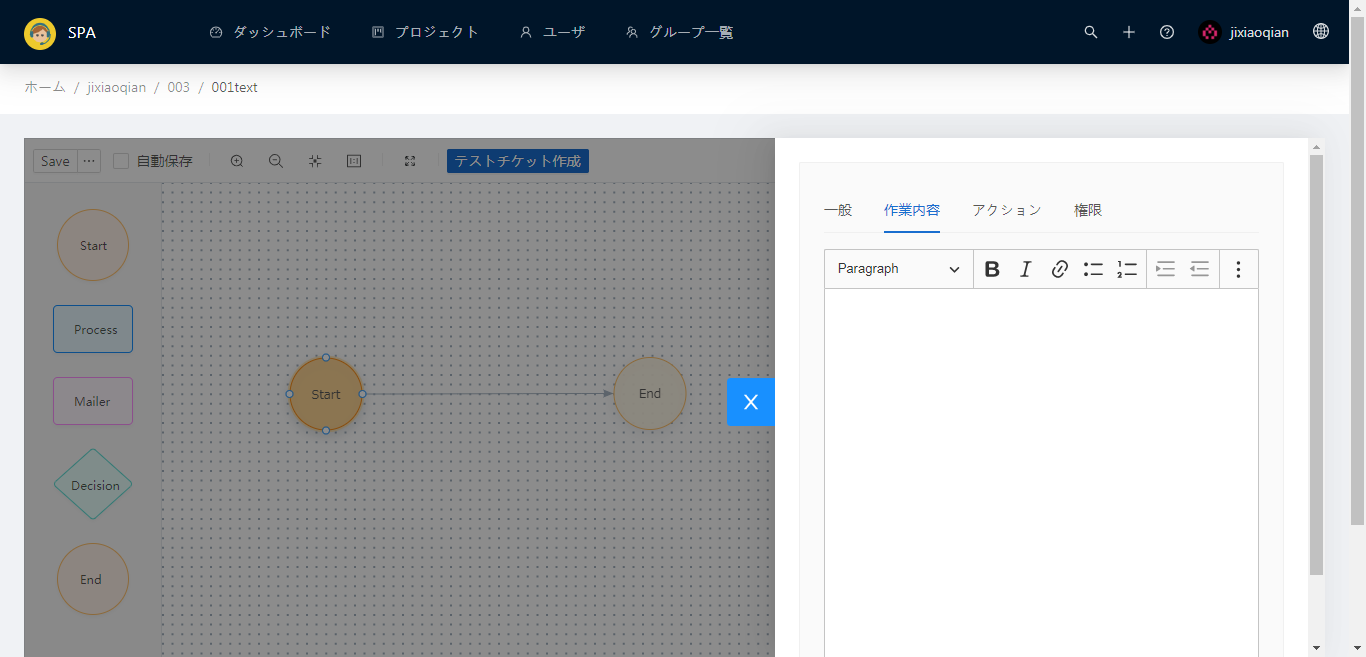 SPA ダッシュボード プロジェクト ユーザ グループ一覧 jixiaoqian
ホーム / jixiaoqian / 003 / 001text
Save ··· 自動保存 テストチケット作成
Start
Process
Mailer
Decision
End
Start
End
X
一般 作業内容 アクション 権限
Paragraph B I